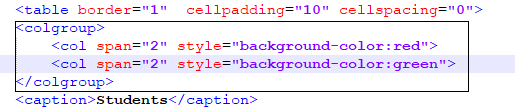 <table border="1"  cellpadding="10" cellspacing="0">
<colgroup>
    <col span="2" style="background-color:red">
    <col span="2" style="background-color:green">
</colgroup>
<caption>Students</caption>